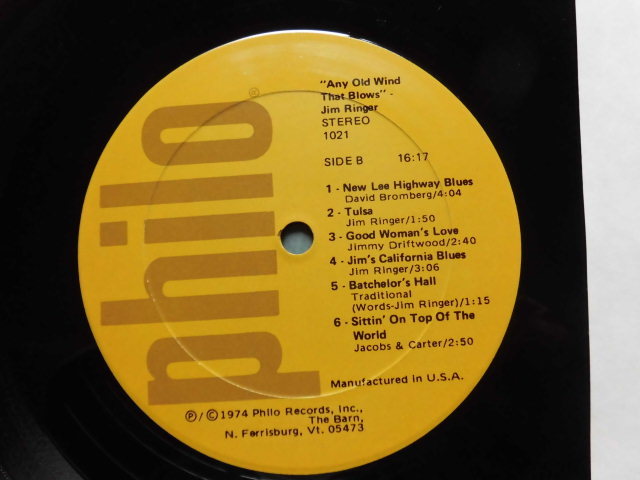 philo®
"Any Old Wind
That Blows" -
Jim Ringer
STEREO
1021
SIDE B 16:17
1 - New Lee Highway Blues
David Bromberg/4:04
2 - Tulsa
Jim Ringer/1:50
3 - Good Woman's Love
Jimmy Driftwood/2:40
4 - Jim's California Blues
Jim Ringer/3:06
5 - Batchelor's Hall
Traditional
(Words-Jim Ringer)/1:15
6 - Sittin' On Top Of The
World
Jacobs & Carter/2:50
Manufactured in U.S.A.
Ⓟ/© 1974 Philo Records, Inc.,
The Barn,
N. Ferrisburg, Vt. 05473